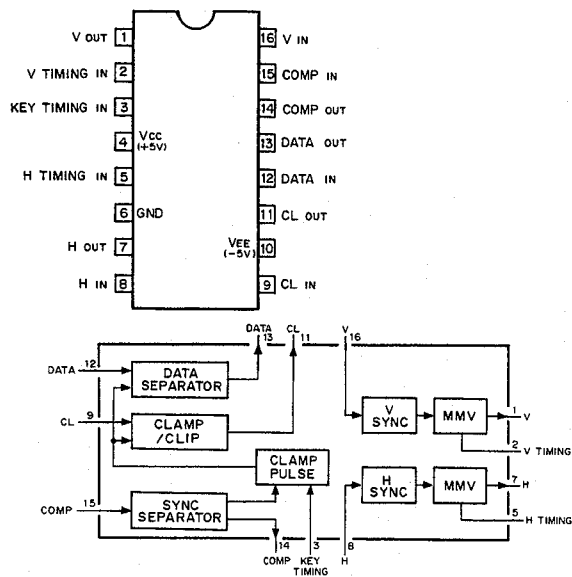 V OUT 1 16 V IN
V TIMING IN 2 15 COMP IN
KEY TIMING IN 3 14 COMP OUT
4 VCC 13 DATA OUT
(+5V)
H TIMING IN 5 12 DATA IN
6 GND 11 CL OUT
H OUT 7 VEE 10
(-5V)
H IN 8 9 CL IN
DATA CL V
13 11 16
DATA 12
DATA
SEPARATOR
V
SYNC
MMV
1 V
CL 9
CLAMP
/CLIP
2
V TIMING
CLAMP
PULSE
H
SYNC
MMV
7 H
COMP 15
SYNC
SEPARATOR
5
H TIMING
14 3 8
COMP KEY H
TIMING